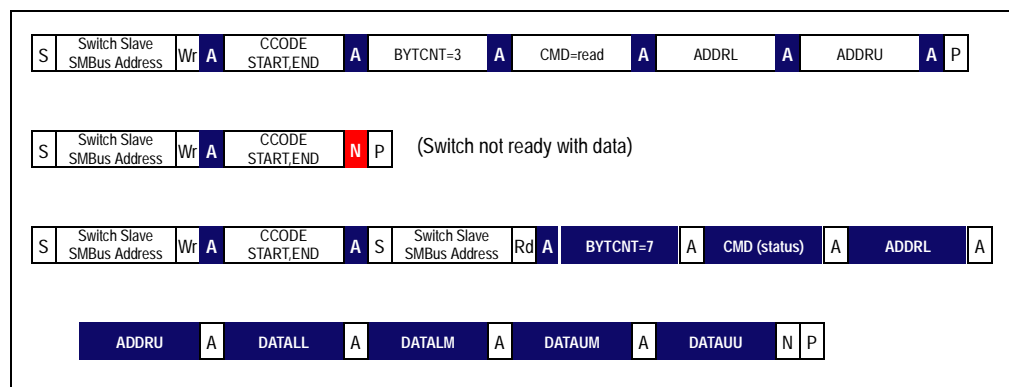 S Switch Slave SMBus Address Wr A CCODE START,END A BYTCNT=3 A CMD=read A ADDRL A ADDRU A P
S Switch Slave SMBus Address Wr A CCODE START,END N P (Switch not ready with data)
S Switch Slave SMBus Address Wr A CCODE START,END A S Switch Slave SMBus Address Rd A BYTCNT=7 A CMD (status) A ADDRL A
ADDRU A DATALL A DATALM A DATAUM A DATAUU N P